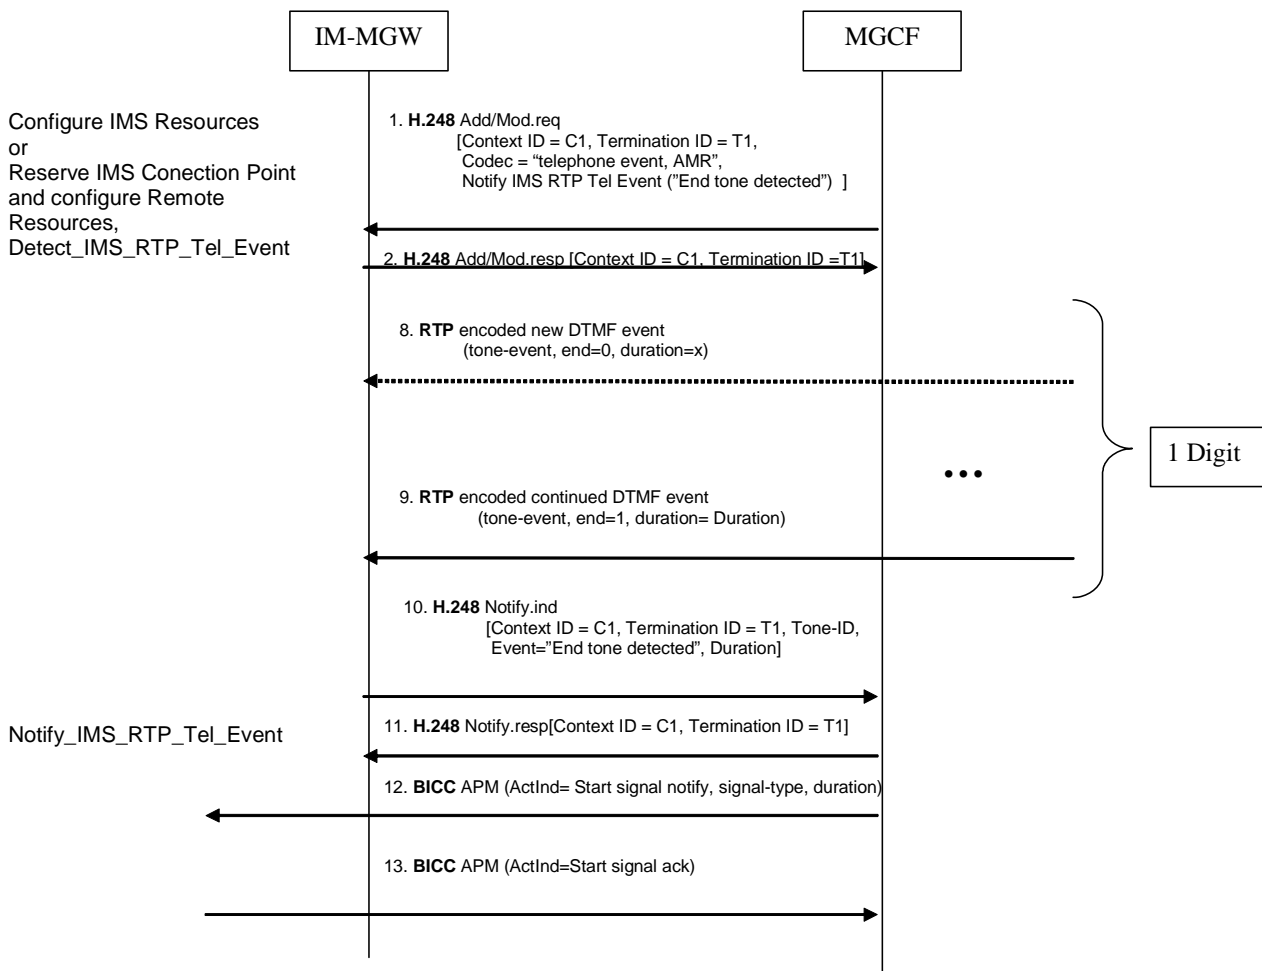 IM-MGW
MGCF
Configure IMS Resources
or
Reserve IMS Conection Point
and configure Remote
Resources,
Detect_IMS_RTP_Tel_Event
1. H.248 Add/Mod.req
[Context ID = C1, Termination ID = T1,
Codec = “telephone event, AMR”,
Notify IMS RTP Tel Event (”End tone detected”) ]
2. H.248 Add/Mod.resp [Context ID = C1, Termination ID =T1]
8. RTP encoded new DTMF event
(tone-event, end=0, duration=x)
1 Digit
...
9. RTP encoded continued DTMF event
(tone-event, end=1, duration= Duration)
10. H.248 Notify.ind
[Context ID = C1, Termination ID = T1, Tone-ID,
Event=”End tone detected”, Duration]
Notify_IMS_RTP_Tel_Event
11. H.248 Notify.resp[Context ID = C1, Termination ID = T1]
12. BICC APM (ActInd= Start signal notify, signal-type, duration)
13. BICC APM (ActInd=Start signal ack)